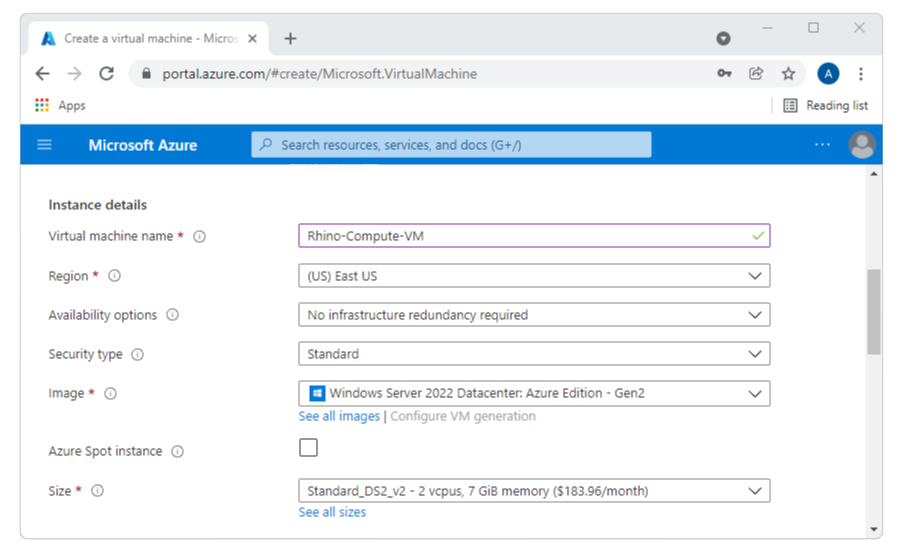 Create a virtual machine - Micros
portal.azure.com/#create/Microsoft.VirtualMachine
A
Apps
Reading list
Microsoft Azure
Search resources, services, and docs (G+/)
Instance details
Virtual machine name *
Rhino-Compute-VM
Region *
(US) East US
Availability options
No infrastructure redundancy required
Security type
Standard
Image *
Windows Server 2022 Datacenter: Azure Edition - Gen2
See all images | Configure VM generation
Azure Spot instance
Size *
Standard_DS2_v2 - 2 vcpus, 7 GiB memory ($183.96/month)
See all sizes